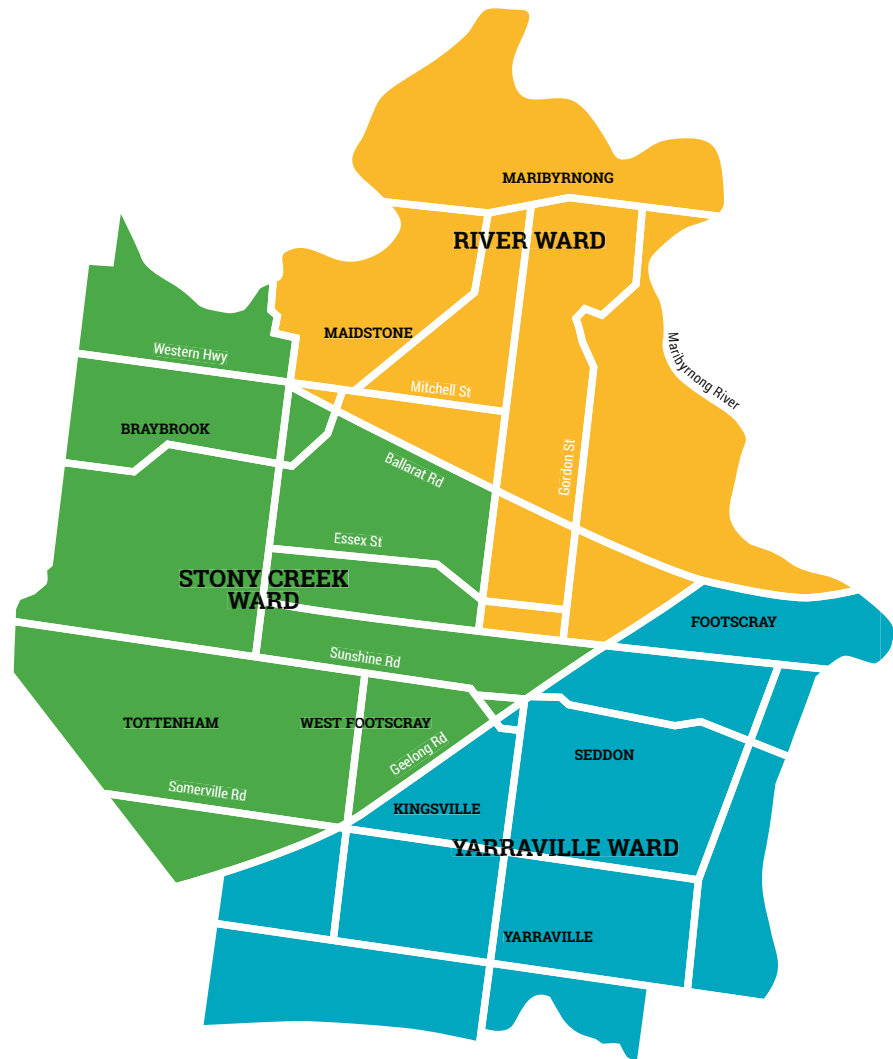 MARIBYRNONG
RIVER WARD
MAIDSTONE
Western Hwy
Maribyrnong River
Mitchell St
BRAYBROOK
Ballarat Rd
Gordon St
Essex St
STONY CREEK
WARD
FOOTSCRAY
Sunshine Rd
TOTTENHAM
WEST FOOTSCRAY
Geelong Rd
SEDDON
Somerville Rd
KINGSVILLE
YARRAVILLE WARD
YARRAVILLE